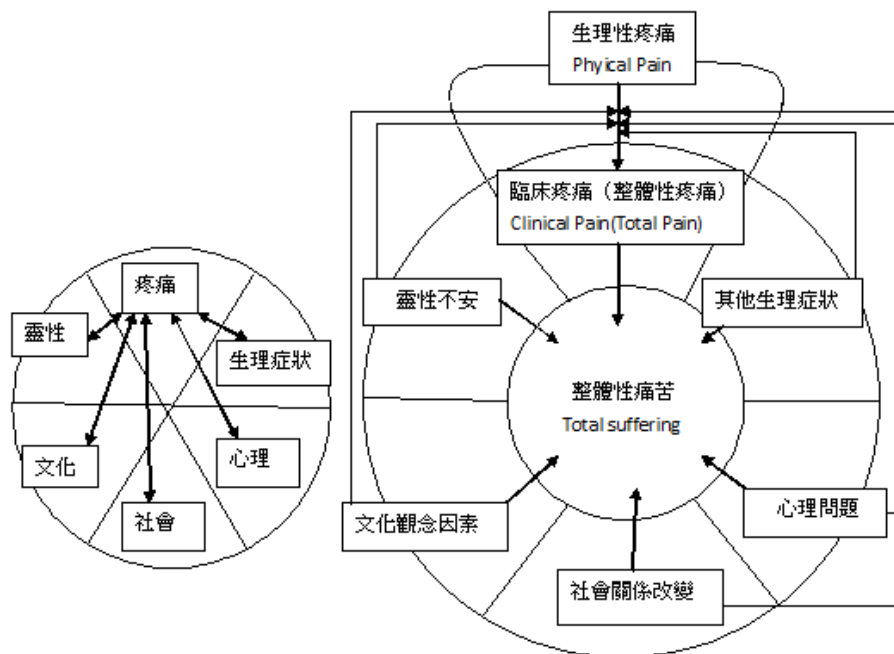 疼痛
靈性
生理症狀
文化
心理
社會
生理性疼痛
Phyical Pain
臨床疼痛（整體性疼痛）
Clinical Pain(Total Pain)
靈性不安
其他生理症狀
整體性痛苦
Total suffering
文化觀念因素
心理問題
社會關係改變